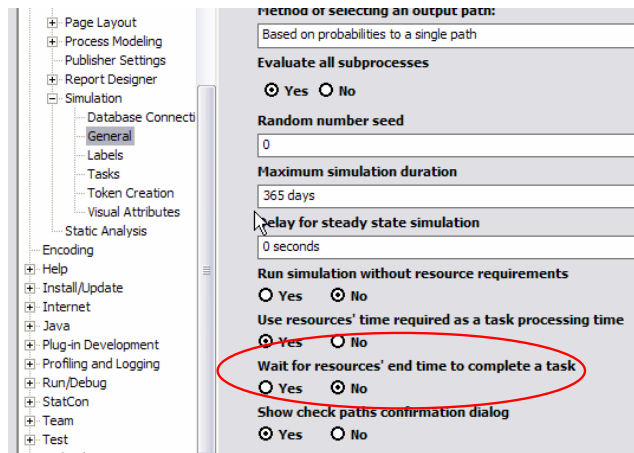 Page Layout
Process Modeling
Publisher Settings
Report Designer
Simulation
Database Connecti
General
Labels
Tasks
Token Creation
Visual Attributes
Static Analysis
Encoding
Help
Install/Update
Internet
Java
Plug-in Development
Profiling and Logging
Run/Debug
StatCon
Team
Test
Method of selecting an output path:
Based on probabilities to a single path
Evaluate all subprocesses
Yes No
Random number seed
0
Maximum simulation duration
365 days
Delay for steady state simulation
0 seconds
Run simulation without resource requirements
Yes No
Use resources' time required as a task processing time
Yes No
Wait for resources' end time to complete a task
Yes No
Show check paths confirmation dialog
Yes No